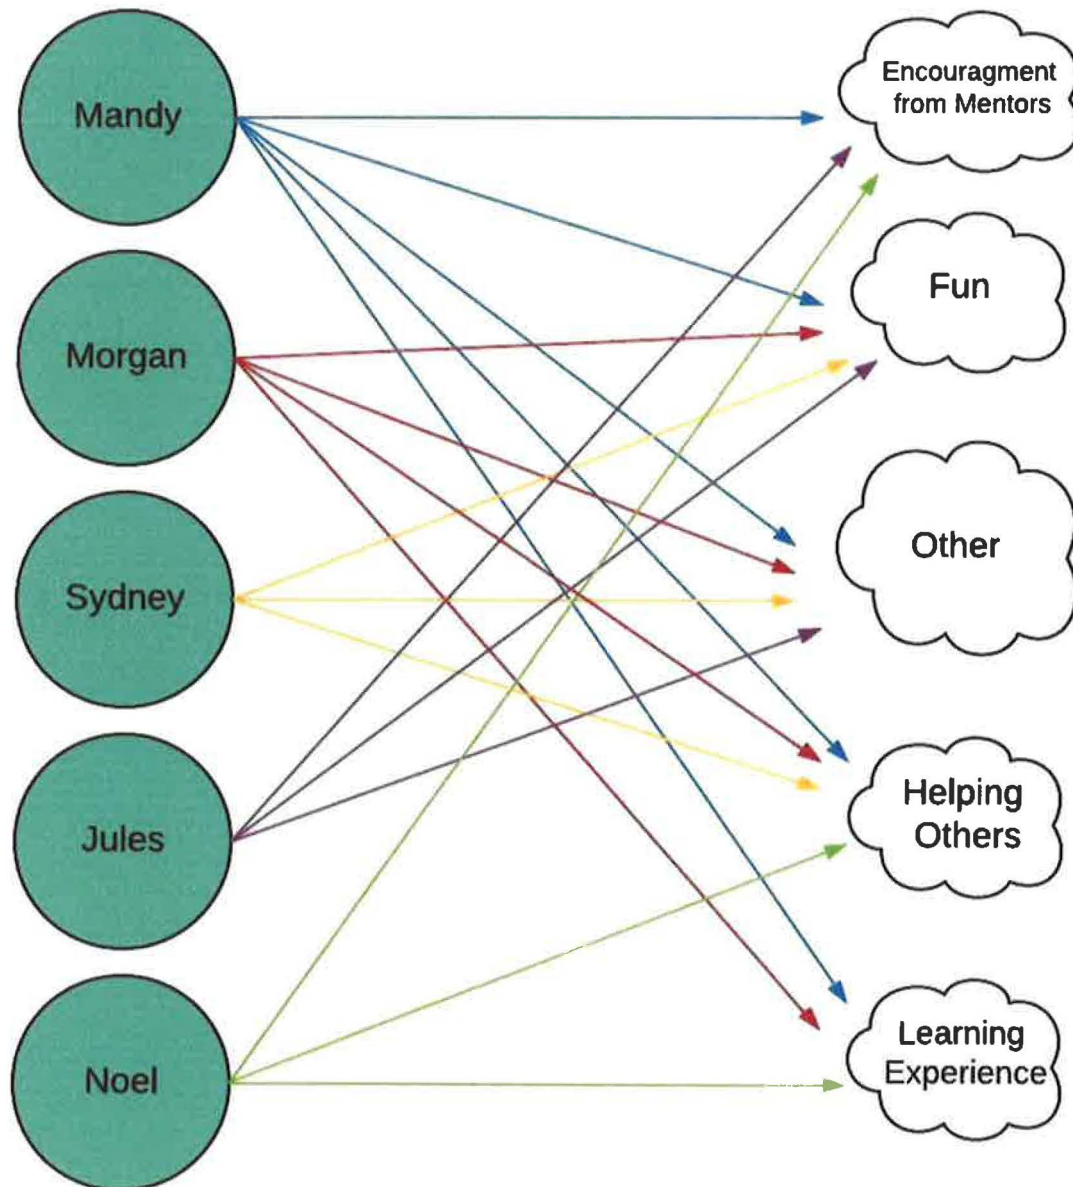 Mandy
Encouragment
from Mentors
Fun
Morgan
Other
Sydney
Helping
Others
Jules
Learning
Experience
Noel